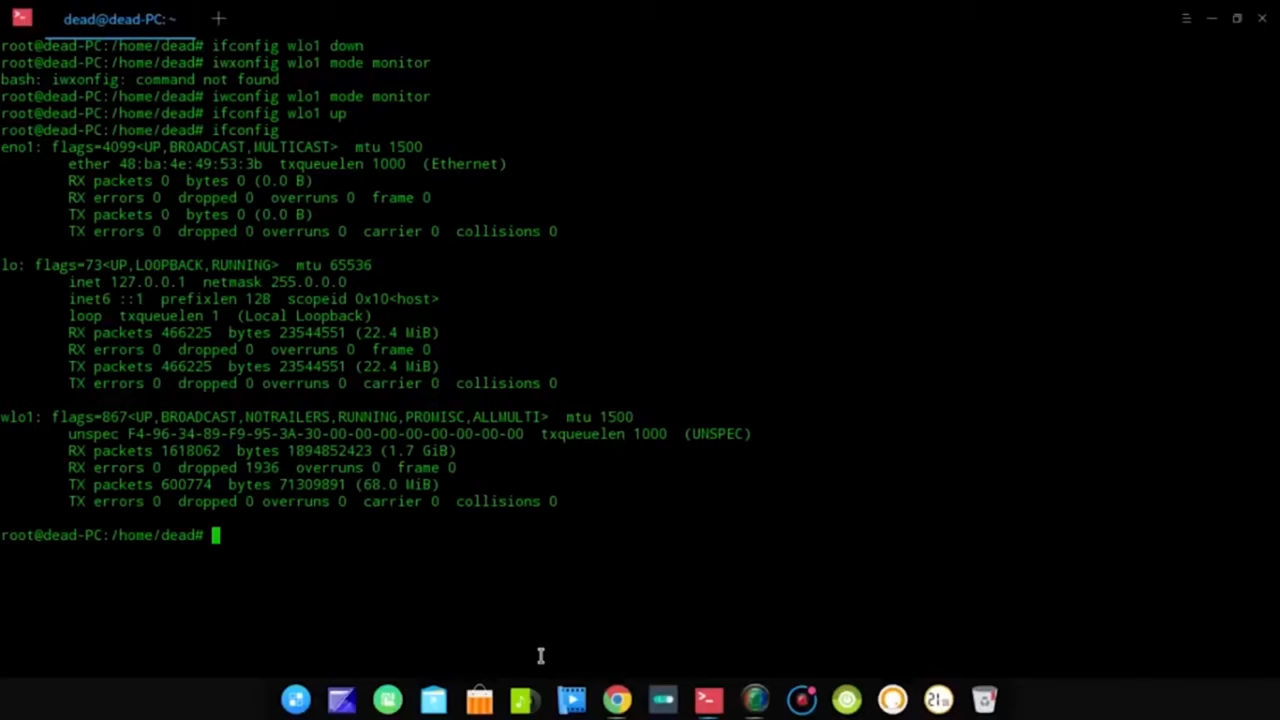 dead@dead-PC: ~
root@dead-PC:/home/dead# ifconfig wlo1 down
root@dead-PC:/home/dead# iwxonfig wlo1 mode monitor
bash: iwxonfig: command not found
root@dead-PC:/home/dead# iwconfig wlo1 mode monitor
root@dead-PC:/home/dead# ifconfig wlo1 up
root@dead-PC:/home/dead# ifconfig
eno1: flags=4099<UP,BROADCAST,MULTICAST>  mtu 1500
        ether 48:ba:4e:49:53:3b  txqueuelen 1000  (Ethernet)
        RX packets 0  bytes 0 (0.0 B)
        RX errors 0  dropped 0  overruns 0  frame 0
        TX packets 0  bytes 0 (0.0 B)
        TX errors 0  dropped 0 overruns 0  carrier 0  collisions 0
lo: flags=73<UP,LOOPBACK,RUNNING>  mtu 65536
        inet 127.0.0.1  netmask 255.0.0.0
        inet6 ::1  prefixlen 128  scopeid 0x10<host>
        loop  txqueuelen 1  (Local Loopback)
        RX packets 466225  bytes 23544551 (22.4 MiB)
        RX errors 0  dropped 0  overruns 0  frame 0
        TX packets 466225  bytes 23544551 (22.4 MiB)
        TX errors 0  dropped 0 overruns 0  carrier 0  collisions 0
wlo1: flags=867<UP,BROADCAST,NOTRAILERS,RUNNING,PROMISC,ALLMULTI>  mtu 1500
        unspec F4-96-34-89-F9-95-3A-30-00-00-00-00-00-00-00-00  txqueuelen 1000  (UNSPEC)
        RX packets 1618062  bytes 1894852423 (1.7 GiB)
        RX errors 0  dropped 1936  overruns 0  frame 0
        TX packets 600774  bytes 71309891 (68.0 MiB)
        TX errors 0  dropped 0 overruns 0  carrier 0  collisions 0
root@dead-PC:/home/dead#